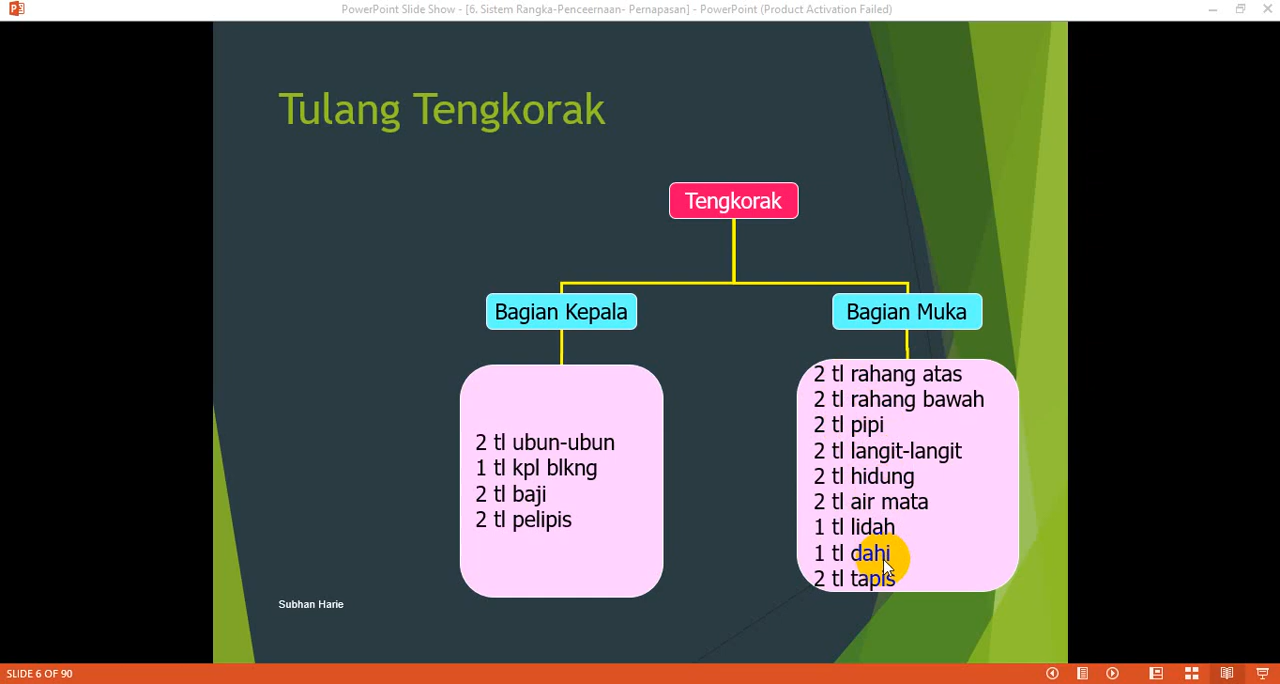 PowerPoint Slide Show - [6. Sistem Rangka-Penceernaan- Pernapasan] - PowerPoint (Product Activation Failed)
Tulang Tengkorak
Tengkorak
Bagian Kepala
2 tl ubun-ubun
1 tl kpl blkng
2 tl baji
2 tl pelipis
Bagian Muka
2 tl rahang atas
2 tl rahang bawah
2 tl pipi
2 tl langit-langit
2 tl hidung
2 tl air mata
1 tl lidah
1 tl dahi
2 tl tapis
Subhan Harie
SLIDE 6 OF 90